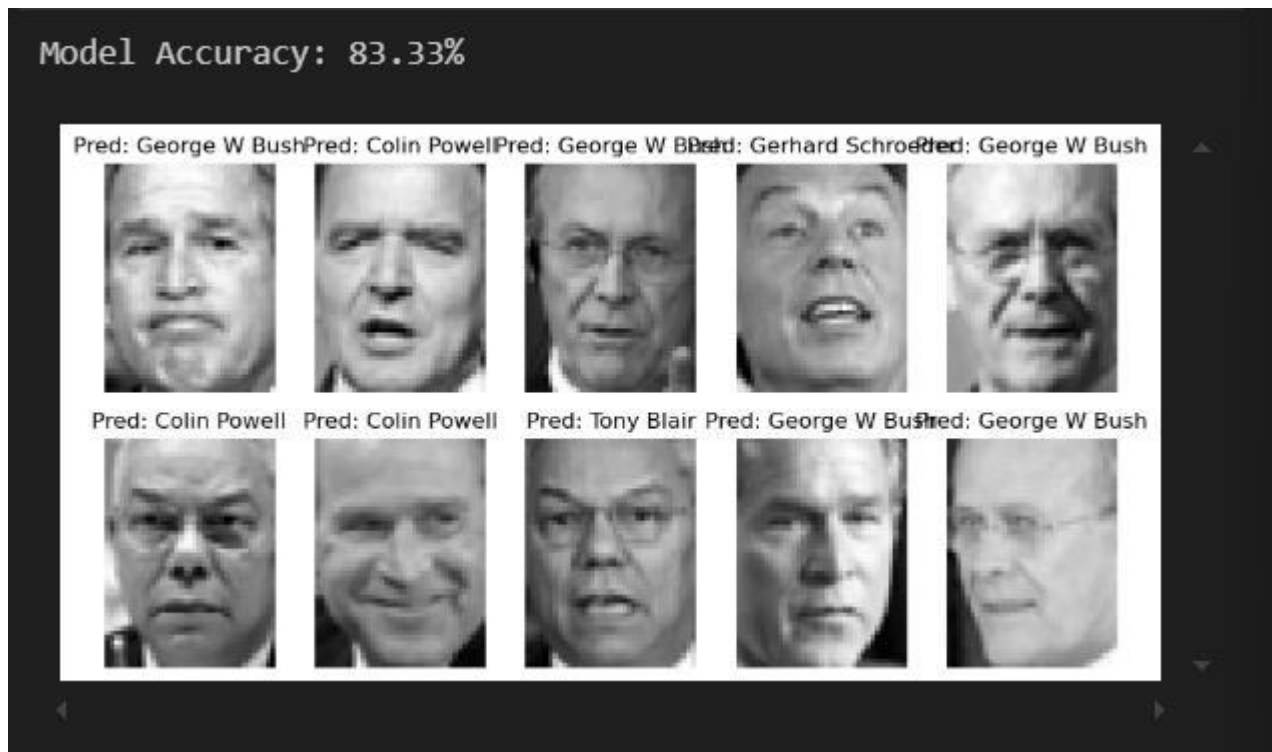 Model Accuracy: 83.33%
Pred: George W Bush Pred: Colin Powell Pred: George W Bush Pred: Gerhard Schroeder Pred: George W Bush
Pred: Colin Powell Pred: Colin Powell Pred: Tony Blair Pred: George W Bush Pred: George W Bush